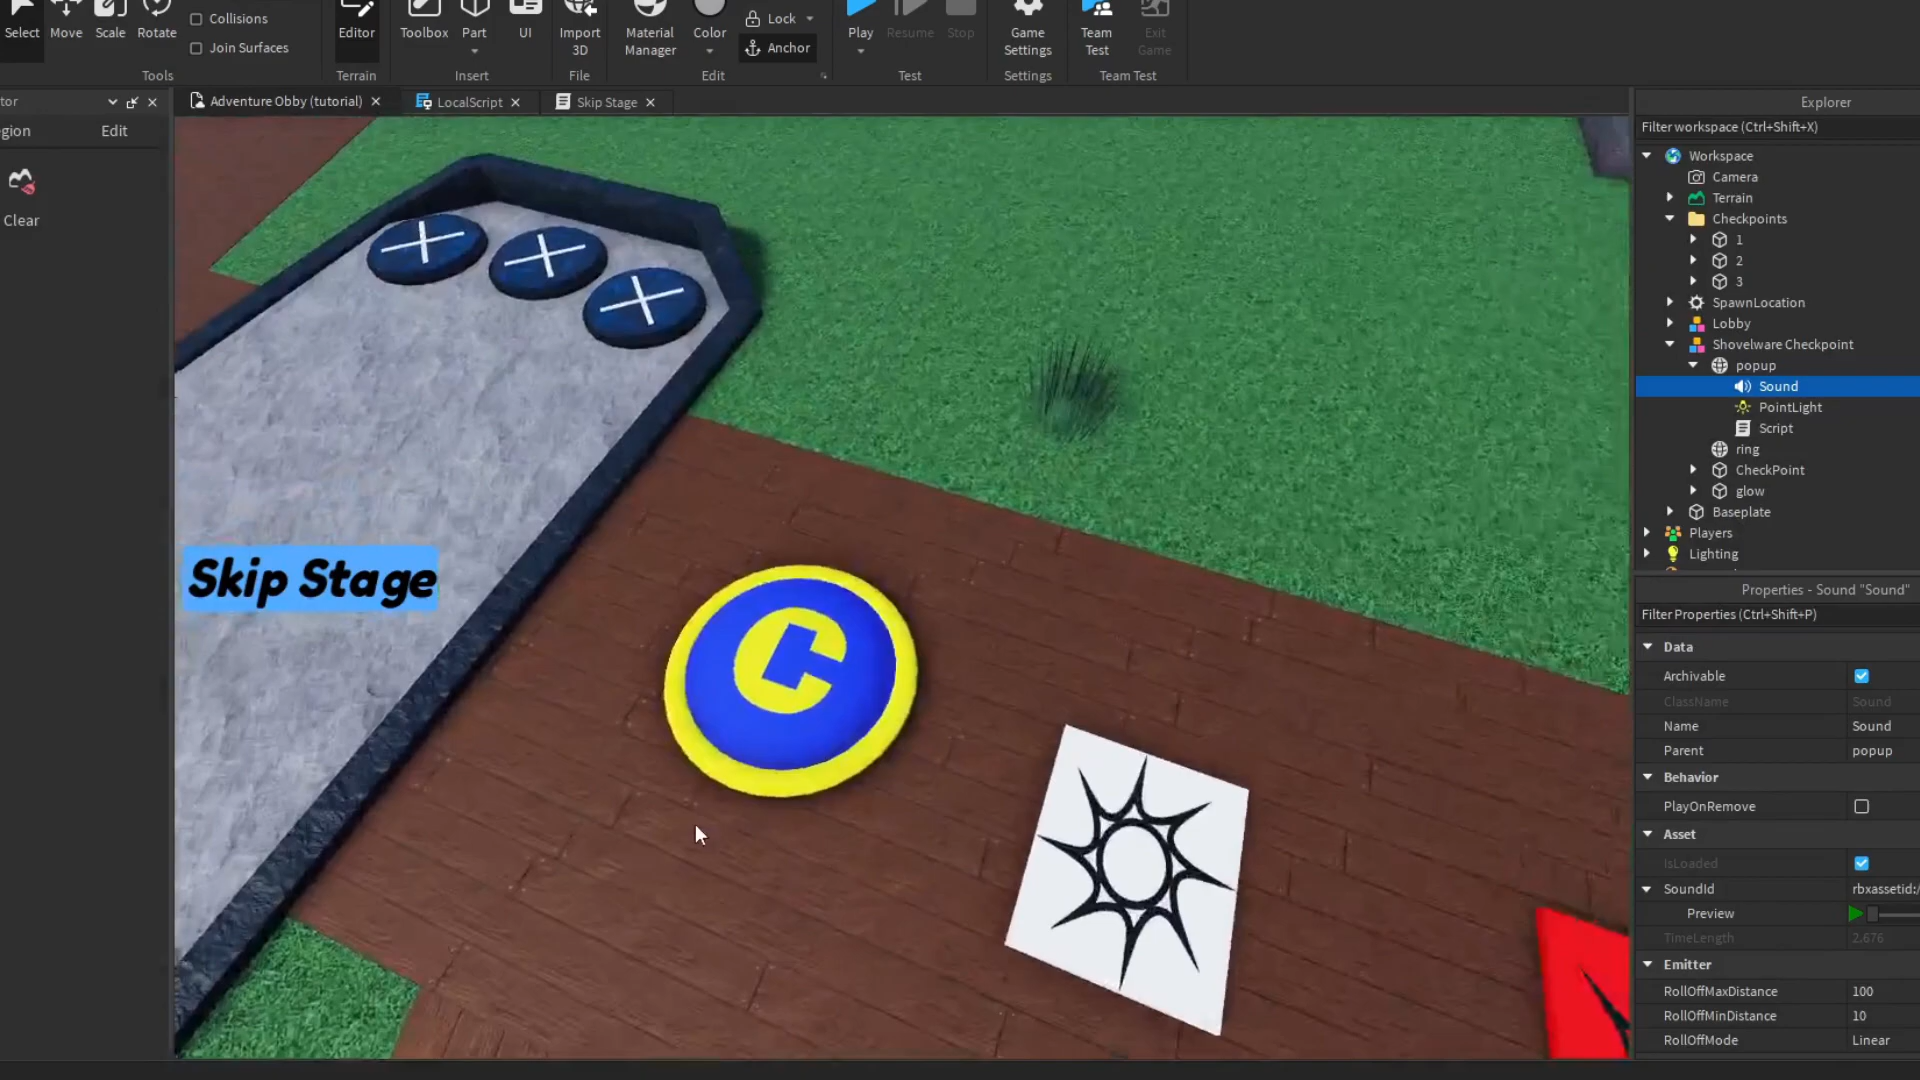 Select Move Scale Rotate
Collisions
Join Surfaces
Tools
Editor
Terrain
Toolbox Part UI
Insert
Import
3D
File
Material
Manager
Color
Lock
Anchor
Edit
Play Resume Stop
Test
Game
Settings
Settings
Team
Test
Exit
Game
Team Test
tor
gion
Edit
Clear
Adventure Obby (tutorial)
LocalScript
Skip Stage
Skip Stage
C
Explorer
Filter workspace (Ctrl+Shift+X)
Workspace
Camera
Terrain
Checkpoints
1
2
3
SpawnLocation
Lobby
Shovelware Checkpoint
popup
Sound
PointLight
Script
ring
CheckPoint
glow
Baseplate
Players
Lighting
Properties - Sound "Sound"
Filter Properties (Ctrl+Shift+P)
Data
Archivable
ClassName Sound
Name Sound
Parent popup
Behavior
PlayOnRemove
Asset
IsLoaded
SoundId rbxassetid:/
Preview
TimeLength 2.676
Emitter
RollOffMaxDistance 100
RollOffMinDistance 10
RollOffMode Linear